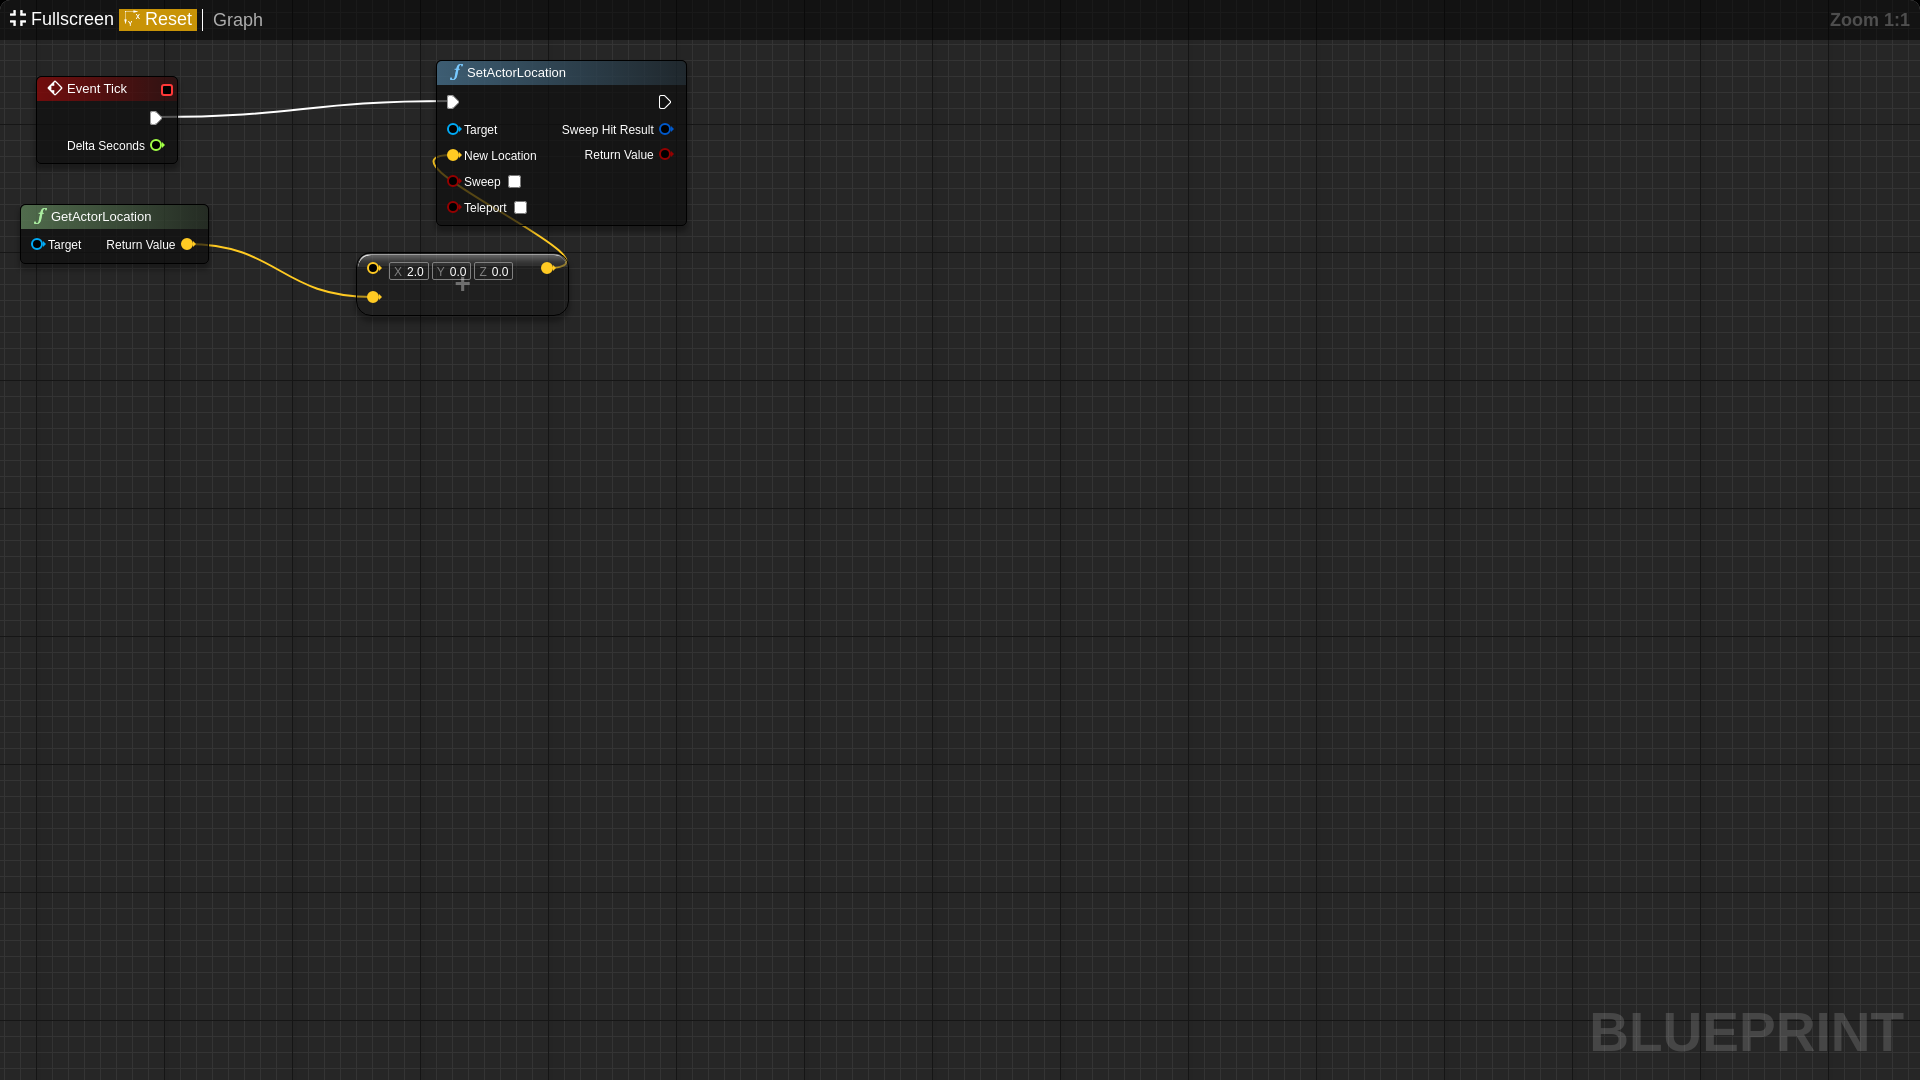 Fullscreen Reset Graph Zoom 1:1
Event Tick
Delta Seconds
SetActorLocation
Target Sweep Hit Result
New Location Return Value
Sweep
Teleport
GetActorLocation
Target Return Value
X 2.0 Y 0.0 Z 0.0
+
BLUEPRINT